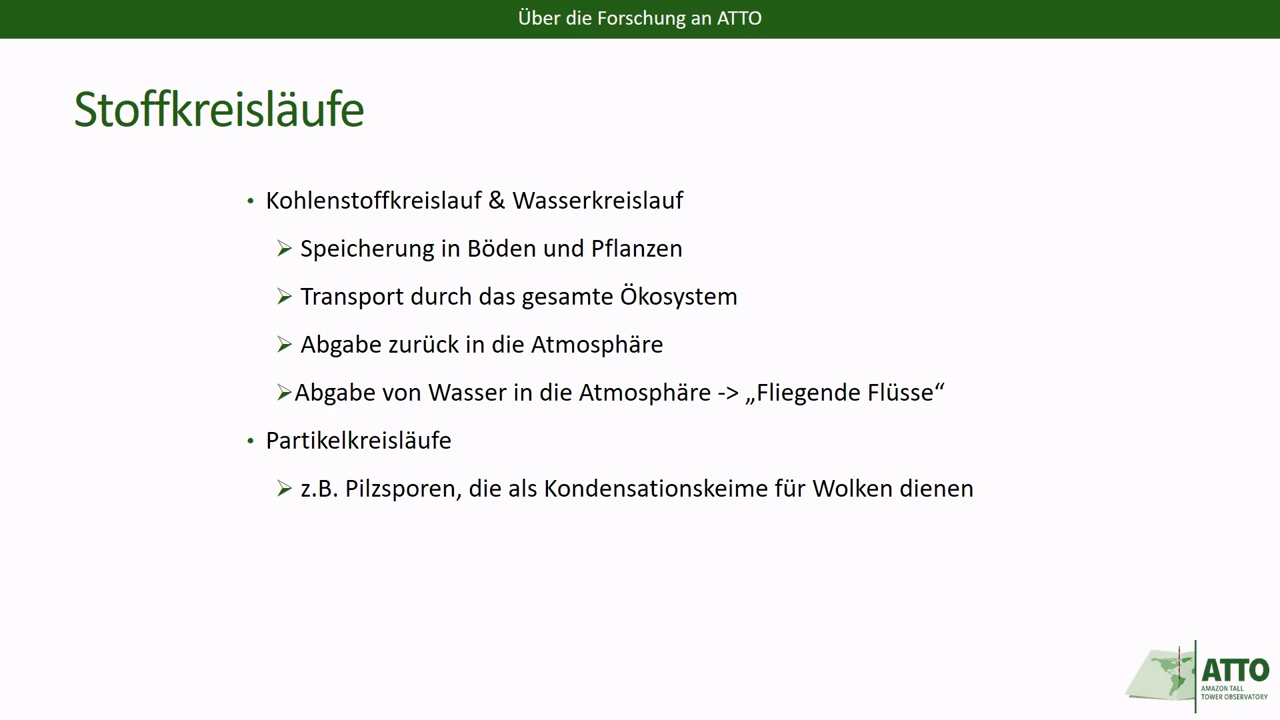 Über die Forschung an ATTO
Stoffkreisläufe
• Kohlenstoffkreislauf & Wasserkreislauf
➢ Speicherung in Böden und Pflanzen
➢ Transport durch das gesamte Ökosystem
➢ Abgabe zurück in die Atmosphäre
➢Abgabe von Wasser in die Atmosphäre -> „Fliegende Flüsse“
• Partikelkreisläufe
➢ z.B. Pilzsporen, die als Kondensationskeime für Wolken dienen
ATTO
AMAZON TALL
TOWER OBSERVATORY